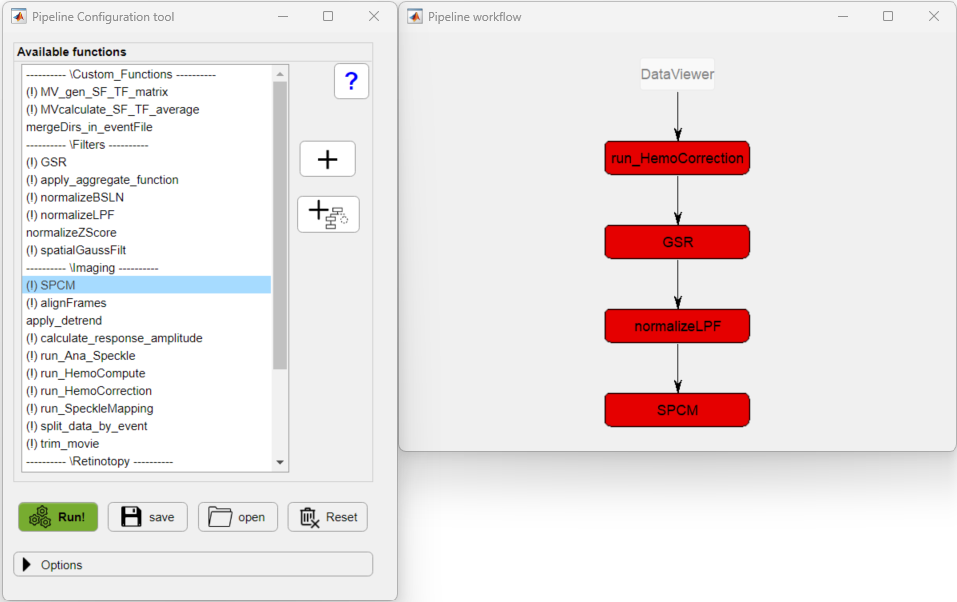 Pipeline Configuration tool
Available functions
---------- \Custom_Functions ----------
(!) MV_gen_SF_TF_matrix
(!) MVcalculate_SF_TF_average
mergeDirs_in_eventFile
---------- \Filters ----------
(!) GSR
(!) apply_aggregate_function
(!) normalizeBSLN
(!) normalizeLPF
normalizeZScore
(!) spatialGaussFilt
---------- \Imaging ----------
(!) SPCM
(!) alignFrames
apply_detrend
(!) calculate_response_amplitude
(!) run_Ana_Speckle
(!) run_HemoCompute
(!) run_HemoCorrection
(!) run_SpeckleMapping
(!) split_data_by_event
(!) trim_movie
---------- \Retinotopy ----------
?
Run!
save
open
Reset
Options
Pipeline workflow
DataViewer
run_HemoCorrection
GSR
normalizeLPF
SPCM